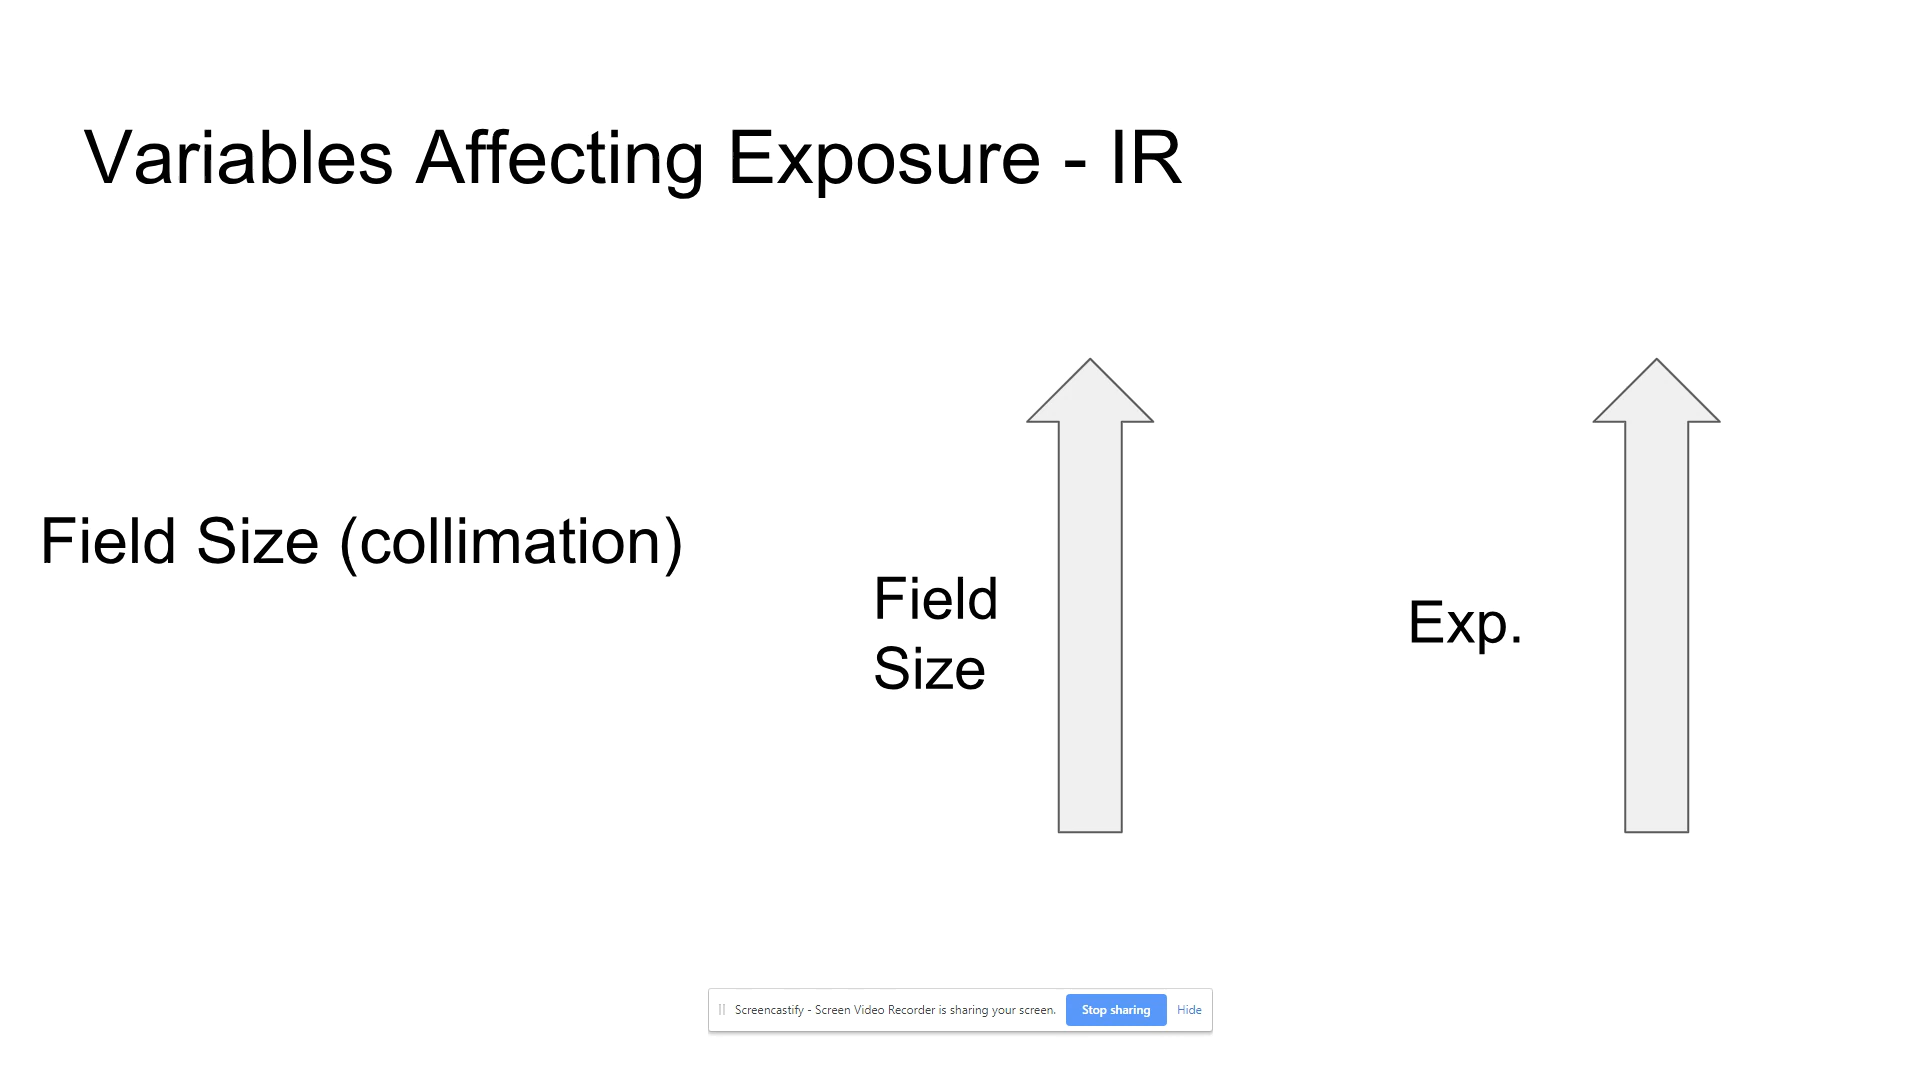 Variables Affecting Exposure - IR
Field Size (collimation)
Field
Size
Exp.
Screencastify - Screen Video Recorder is sharing your screen.
Stop sharing
Hide